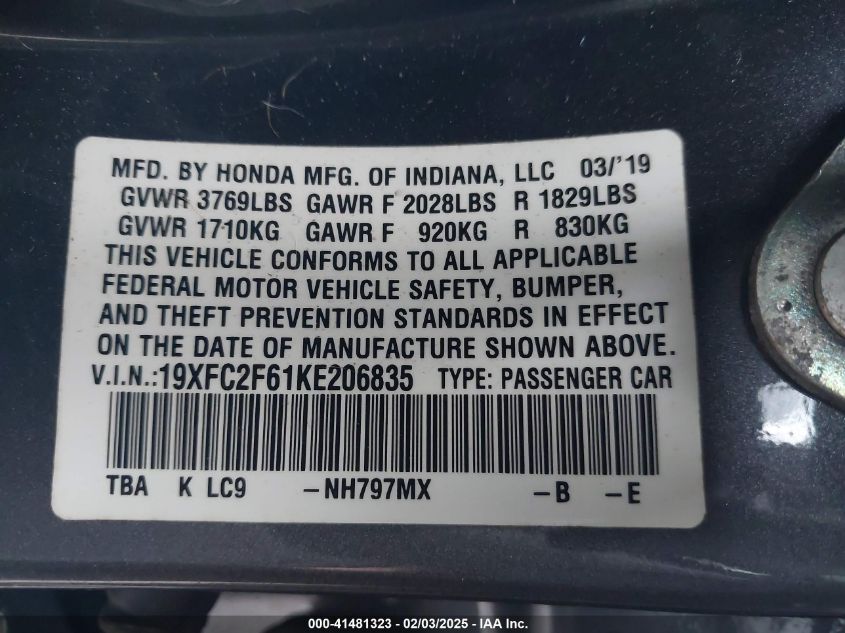 MFD. BY HONDA MFG. OF INDIANA, LLC 03/'19
GVWR 3769LBS GAWR F 2028LBS R 1829LBS
GVWR 1710KG GAWR F 920KG R 830KG
THIS VEHICLE CONFORMS TO ALL APPLICABLE
FEDERAL MOTOR VEHICLE SAFETY, BUMPER,
AND THEFT PREVENTION STANDARDS IN EFFECT
ON THE DATE OF MANUFACTURE SHOWN ABOVE.
V.I.N.:19XFC2F61KE206835 TYPE: PASSENGER CAR
TBA K LC9 -NH797MX -B -E
000-41481323 - 02/03/2025 - IAA Inc.